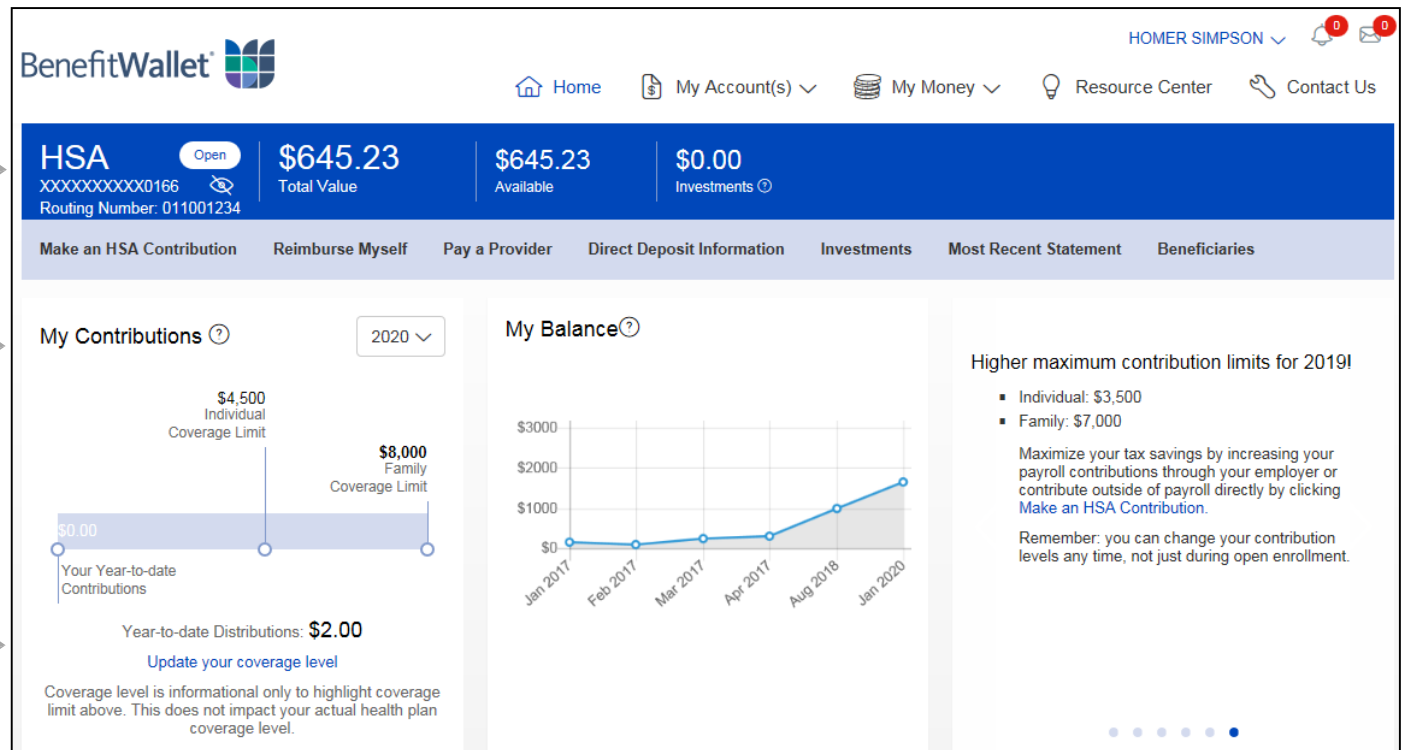 HOMER SIMPSON
0
0
BenefitWallet
Home
My Account(s)
My Money
Resource Center
Contact Us
HSA
Open
XXXXXXXXXX0166
Routing Number: 011001234
$645.23
Total Value
$645.23
Available
$0.00
Investments
Make an HSA Contribution
Reimburse Myself
Pay a Provider
Direct Deposit Information
Investments
Most Recent Statement
Beneficiaries
My Contributions
2020
$4,500
Individual
Coverage Limit
$8,000
Family
Coverage Limit
$0.00
Your Year-to-date
Contributions
Year-to-date Distributions: $2.00
Update your coverage level
Coverage level is informational only to highlight coverage
limit above. This does not impact your actual health plan
coverage level.
My Balance
$3000
$2000
$1000
$0
Jan 2017
Feb 2017
Mar 2017
Apr 2017
Aug 2018
Jan 2020
Higher maximum contribution limits for 2019!
Individual: $3,500
Family: $7,000
Maximize your tax savings by increasing your
payroll contributions through your employer or
contribute outside of payroll directly by clicking
Make an HSA Contribution.
Remember: you can change your contribution
levels any time, not just during open enrollment.